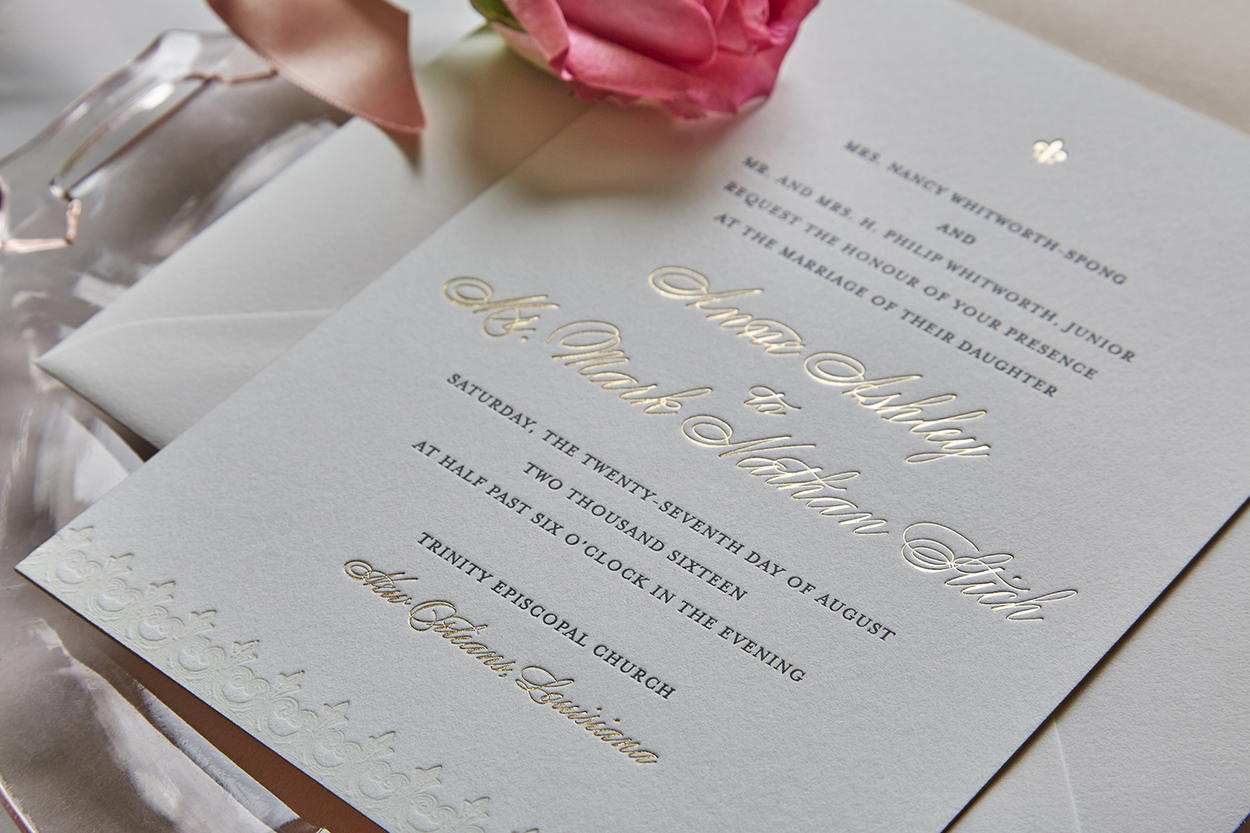 MRS. NANCY WHITWORTH-SPONG
AND
MR. AND MRS. H. PHILIP WHITWORTH, JUNIOR
REQUEST THE HONOUR OF YOUR PRESENCE
AT THE MARRIAGE OF THEIR DAUGHTER
Anne Ashley
to
Mr. Mark Nathan Stich
SATURDAY, THE TWENTY-SEVENTH DAY OF AUGUST
TWO THOUSAND SIXTEEN
AT HALF PAST SIX O'CLOCK IN THE EVENING
TRINITY EPISCOPAL CHURCH
New Orleans, Louisiana